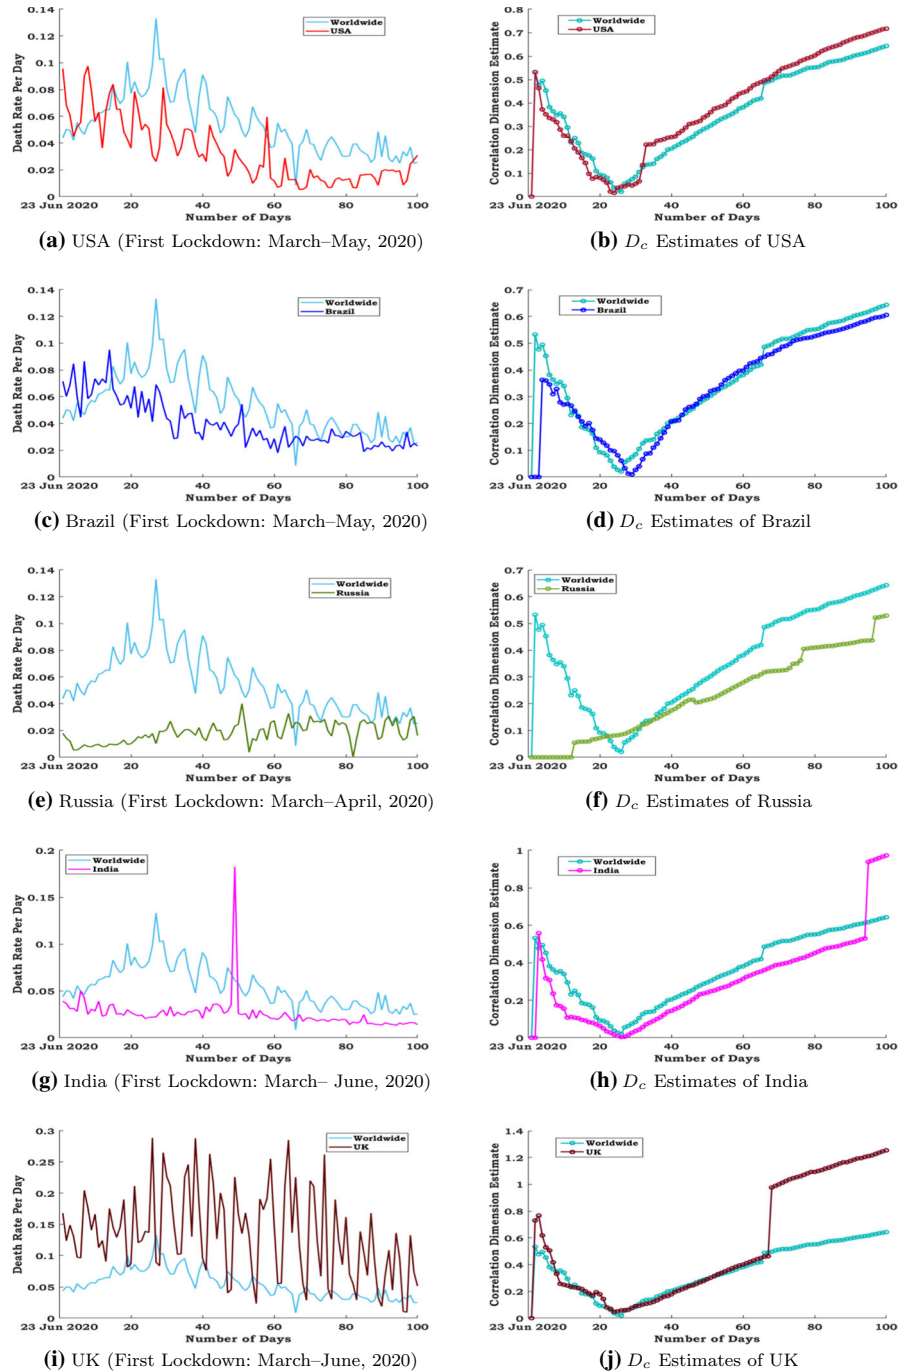 0.14
0.12
0.1
0.08
0.06
0.04
0.02
0
Death Rate Per Day
Worldwide
USA
23 Jun 2020
20
40
60
80
100
Number of Days
(a) USA (First Lockdown: March–May, 2020)
0.8
0.7
0.6
0.5
0.4
0.3
0.2
0.1
0
Correlation Dimension Estimate
Worldwide
USA
23 Jun 2020
20
40
60
80
100
Number of Days
(b) Dc Estimates of USA
0.14
0.12
0.1
0.08
0.06
0.04
0.02
0
Death Rate Per Day
Worldwide
Brazil
23 Jun 2020
20
40
60
80
100
Number of Days
(c) Brazil (First Lockdown: March–May, 2020)
0.7
0.6
0.5
0.4
0.3
0.2
0.1
0
Correlation Dimension Estimate
Worldwide
Brazil
23 Jun 2020
20
40
60
80
100
Number of Days
(d) Dc Estimates of Brazil
0.14
0.12
0.1
0.08
0.06
0.04
0.02
0
Death Rate Per Day
Worldwide
Russia
23 Jun 2020
20
40
60
80
100
Number of Days
(e) Russia (First Lockdown: March–April, 2020)
0.7
0.6
0.5
0.4
0.3
0.2
0.1
0
Correlation Dimension Estimate
Worldwide
Russia
23 Jun 2020
20
40
60
80
100
Number of Days
(f) Dc Estimates of Russia
0.2
0.15
0.1
0.05
0
Death Rate Per Day
Worldwide
India
23 Jun 2020
20
40
60
80
100
Number of Days
(g) India (First Lockdown: March– June, 2020)
1
0.8
0.6
0.4
0.2
0
Correlation Dimension Estimate
Worldwide
India
23 Jun 2020
20
40
60
80
100
Number of Days
(h) Dc Estimates of India
0.3
0.25
0.2
0.15
0.1
0.05
0
Death Rate Per Day
Worldwide
UK
23 Jun 2020
20
40
60
80
100
Number of Days
(i) UK (First Lockdown: March–June, 2020)
1.4
1.2
1
0.8
0.6
0.4
0.2
0
Correlation Dimension Estimate
Worldwide
UK
23 Jun 2020
20
40
60
80
100
Number of Days
(j) Dc Estimates of UK